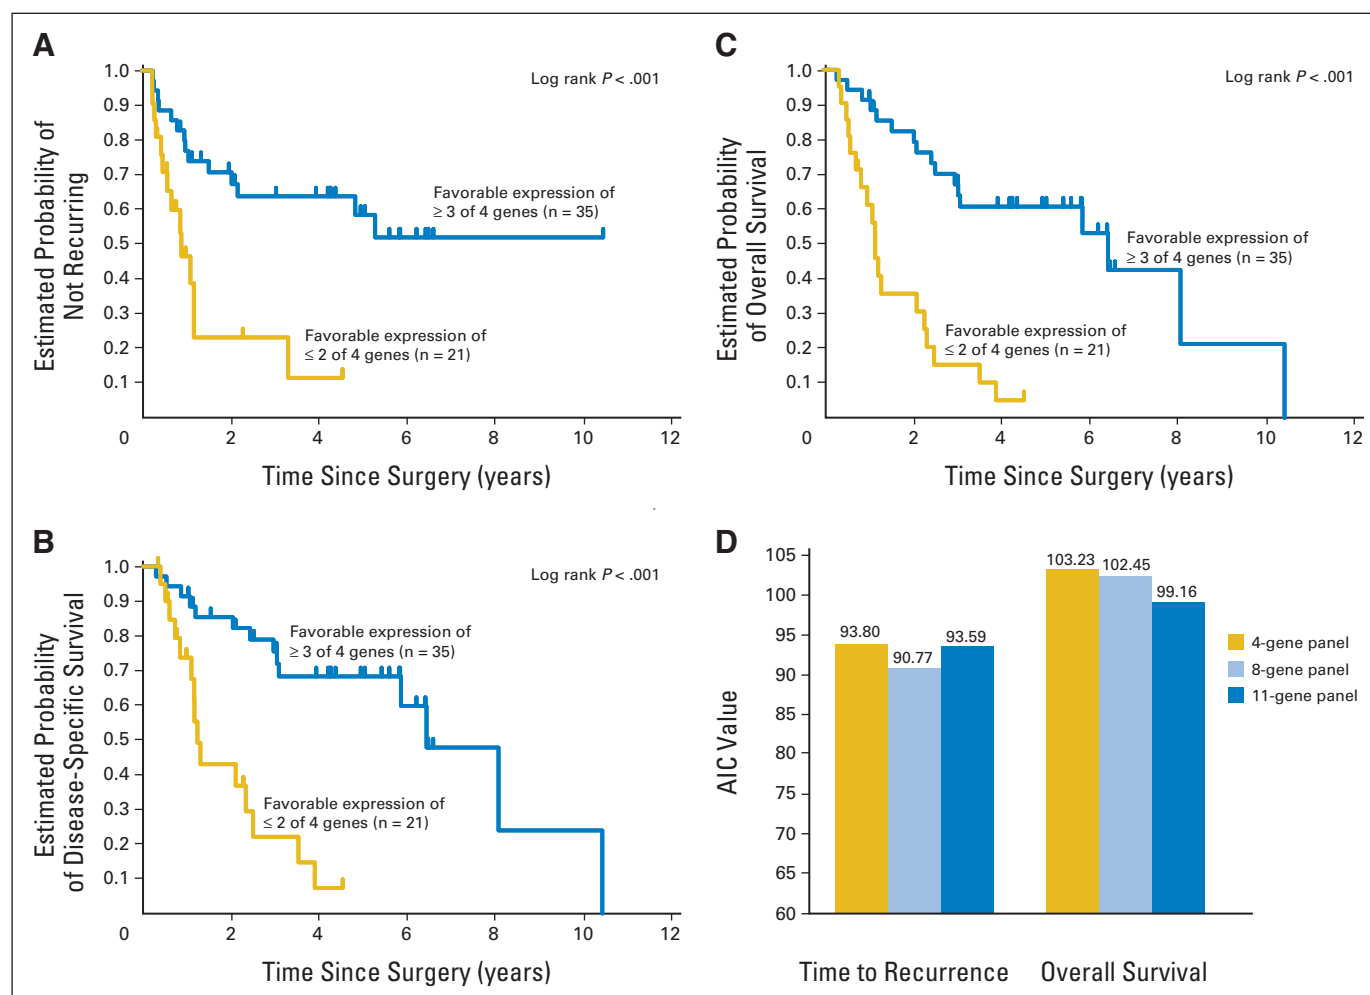 A
Estimated Probability of
Not Recurring
1.0
0.9
0.8
0.7
0.6
0.5
0.4
0.3
0.2
0.1
0
2
4
6
8
10
12
Log rank P < .001
Favorable expression of
≥ 3 of 4 genes (n = 35)
Favorable expression of
≤ 2 of 4 genes (n = 21)
Time Since Surgery (years)
C
Estimated Probability
of Overall Survival
1.0
0.9
0.8
0.7
0.6
0.5
0.4
0.3
0.2
0.1
0
2
4
6
8
10
12
Log rank P < .001
Favorable expression of
≥ 3 of 4 genes (n = 35)
Favorable expression of
≤ 2 of 4 genes (n = 21)
Time Since Surgery (years)
B
Estimated Probability
of Disease-Specific Survival
1.0
0.9
0.8
0.7
0.6
0.5
0.4
0.3
0.2
0.1
0
2
4
6
8
10
12
Log rank P < .001
Favorable expression of
≥ 3 of 4 genes (n = 35)
Favorable expression of
≤ 2 of 4 genes (n = 21)
Time Since Surgery (years)
D
AIC Value
105
100
95
90
85
80
75
70
65
60
93.80
90.77
93.59
103.23
102.45
99.16
4-gene panel
8-gene panel
11-gene panel
Time to Recurrence
Overall Survival